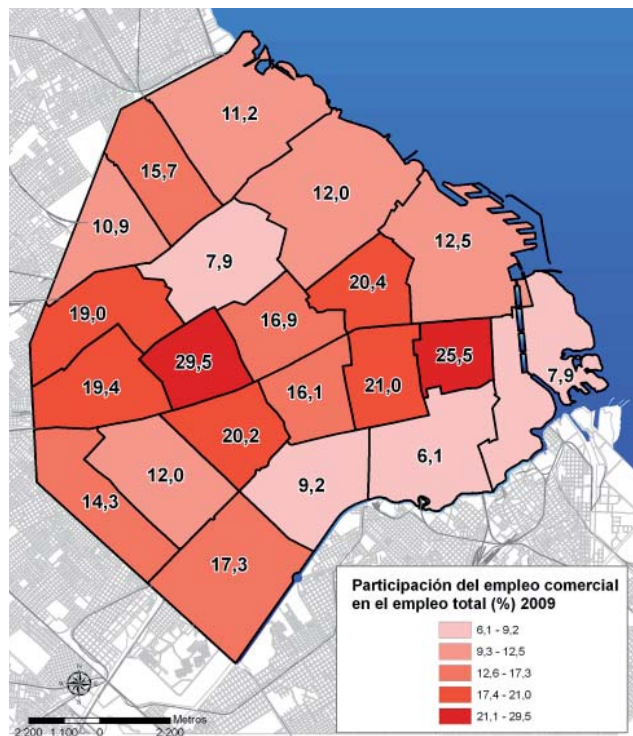 11,2
15,7
12,0
10,9
12,5
7,9
20,4
19,0
16,9
29,5
25,5
7,9
19,4
16,1
21,0
20,2
12,0
6,1
9,2
14,3
17,3
Participación del empleo comercial
en el empleo total (%) 2009
6,1 - 9,2
9,3 - 12,5
12,6 - 17,3
17,4 - 21,0
21,1 - 29,5
N
Metros
2.200 1.100 0 2.200